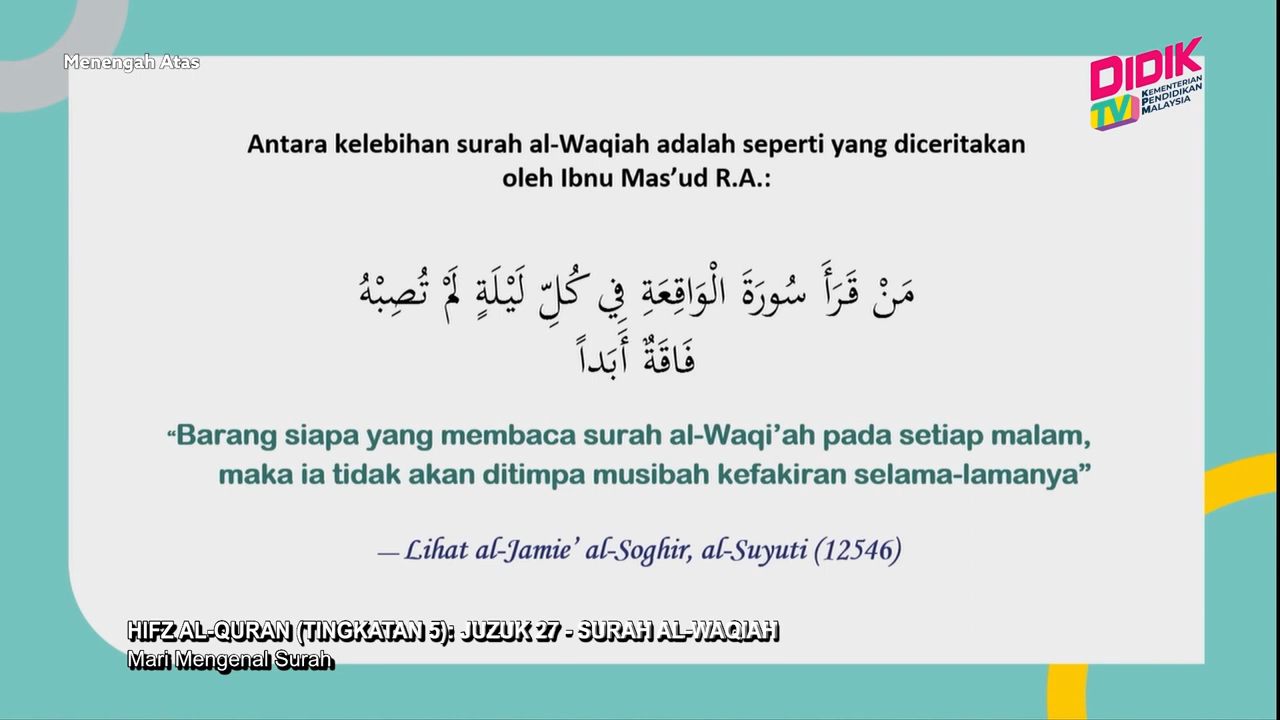 Menengah Atas
DIDIK
TV
KEMENTERIAN
PENDIDIKAN
MALAYSIA
Antara kelebihan surah al-Waqiah adalah seperti yang diceritakan
oleh Ibnu Mas’ud R.A.:
مَنْ قَرَأَ سُورَةَ الْوَاقِعَةِ فِي كُلِّ لَيْلَةٍ لَمْ تُصِبْهُ
فَاقَةٌ أَبَداً
“Barang siapa yang membaca surah al-Waqi’ah pada setiap malam,
maka ia tidak akan ditimpa musibah kefakiran selama-lamanya”
— Lihat al-Jamie’ al-Soghir, al-Suyuti (12546)
HIFZ AL-QURAN (TINGKATAN 5): JUZUK 27 - SURAH AL-WAQIAH
Mari Mengenal Surah